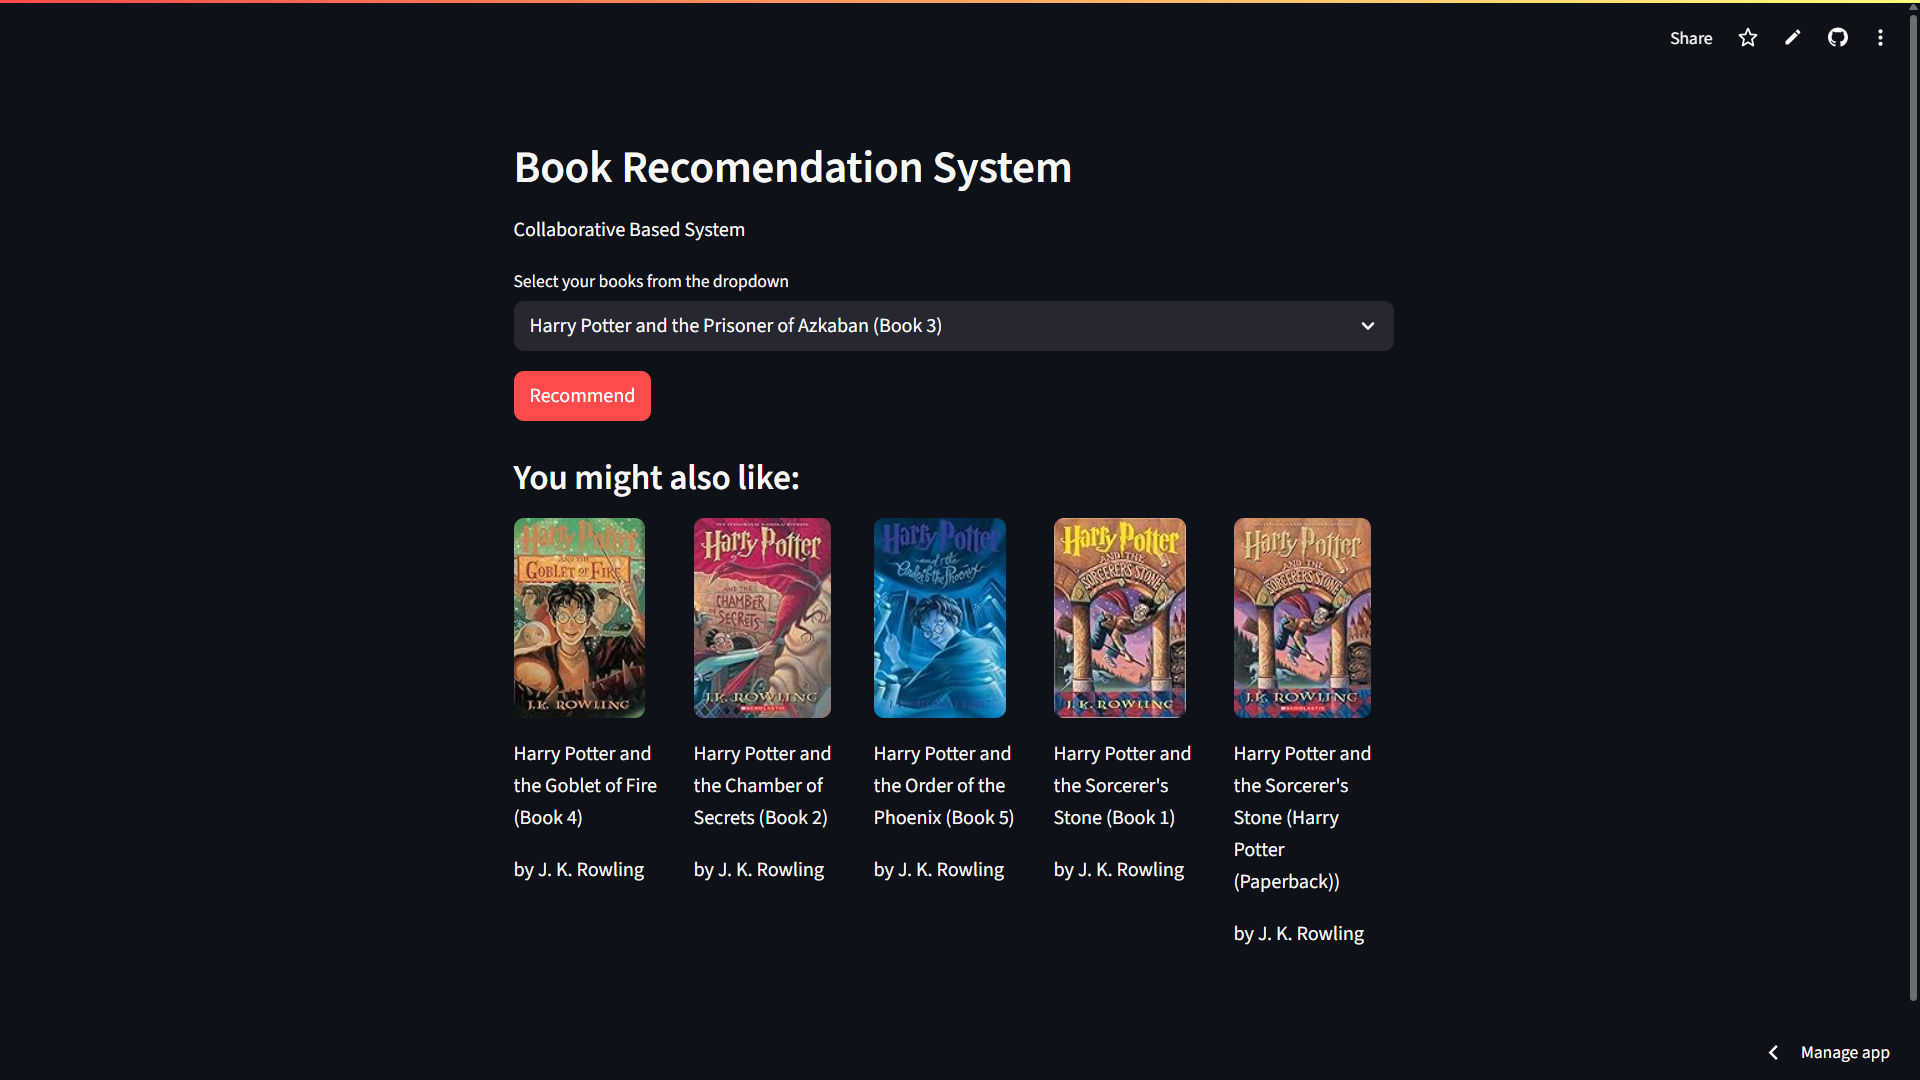 Share
Book Recomendation System
Collaborative Based System
Select your books from the dropdown
Harry Potter and the Prisoner of Azkaban (Book 3)
Recommend
You might also like:
Harry Potter
AND THE
GOBLET OF FIRE
J.K. ROWLING
Harry Potter
AND THE
CHAMBER
OF SECRETS
J.K. ROWLING
SCHOLASTIC
Harry Potter
and the
Order of the Phoenix
Harry Potter
AND THE
SORCERER'S STONE
J. K. ROWLING
Harry Potter
AND THE
SORCERER'S STONE
J.K. ROWLING
SCHOLASTIC
Harry Potter and
the Goblet of Fire
(Book 4)
by J. K. Rowling
Harry Potter and
the Chamber of
Secrets (Book 2)
by J. K. Rowling
Harry Potter and
the Order of the
Phoenix (Book 5)
by J. K. Rowling
Harry Potter and
the Sorcerer's
Stone (Book 1)
by J. K. Rowling
Harry Potter and
the Sorcerer's
Stone (Harry
Potter
(Paperback))
by J. K. Rowling
Manage app